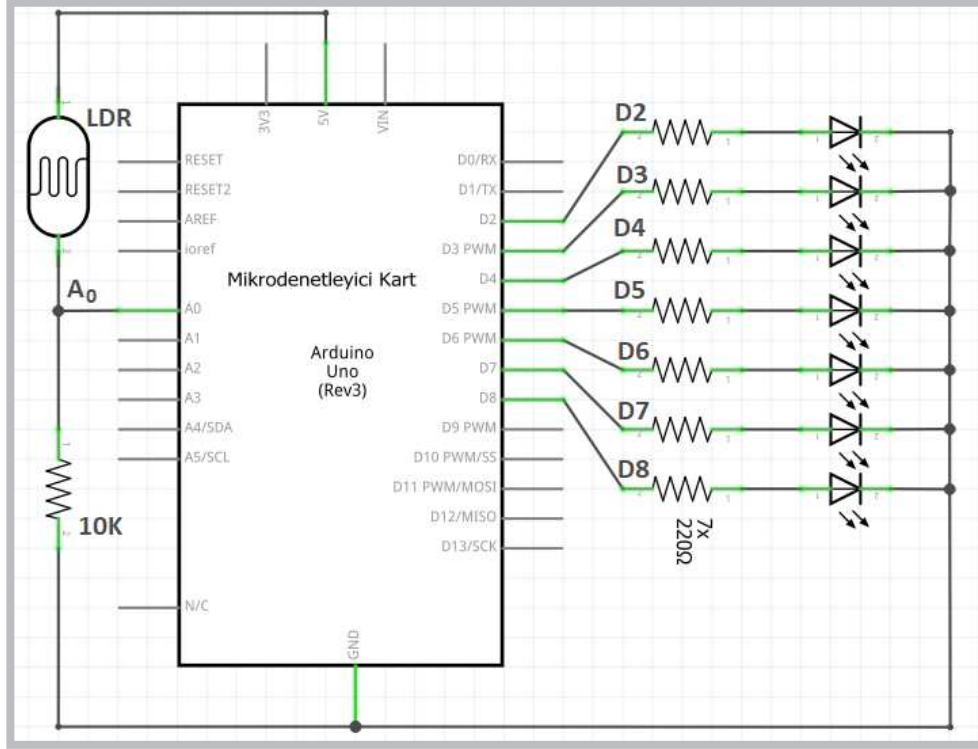 LDR
3V3
5V
VIN
RESET
RESET2
AREF
ioref
A0
A0
A1
A2
A3
A4/SDA
A5/SCL
N/C
Mikrodenetleyici Kart
Arduino
Uno
(Rev3)
D0/RX
D1/TX
D2
D3 PWM
D4
D5 PWM
D6 PWM
D7
D8
D9 PWM
D10 PWM/SS
D11 PWM/MOSI
D12/MISO
D13/SCK
GND
10K
D2
D3
D4
D5
D6
D7
D8
7x
220Ω